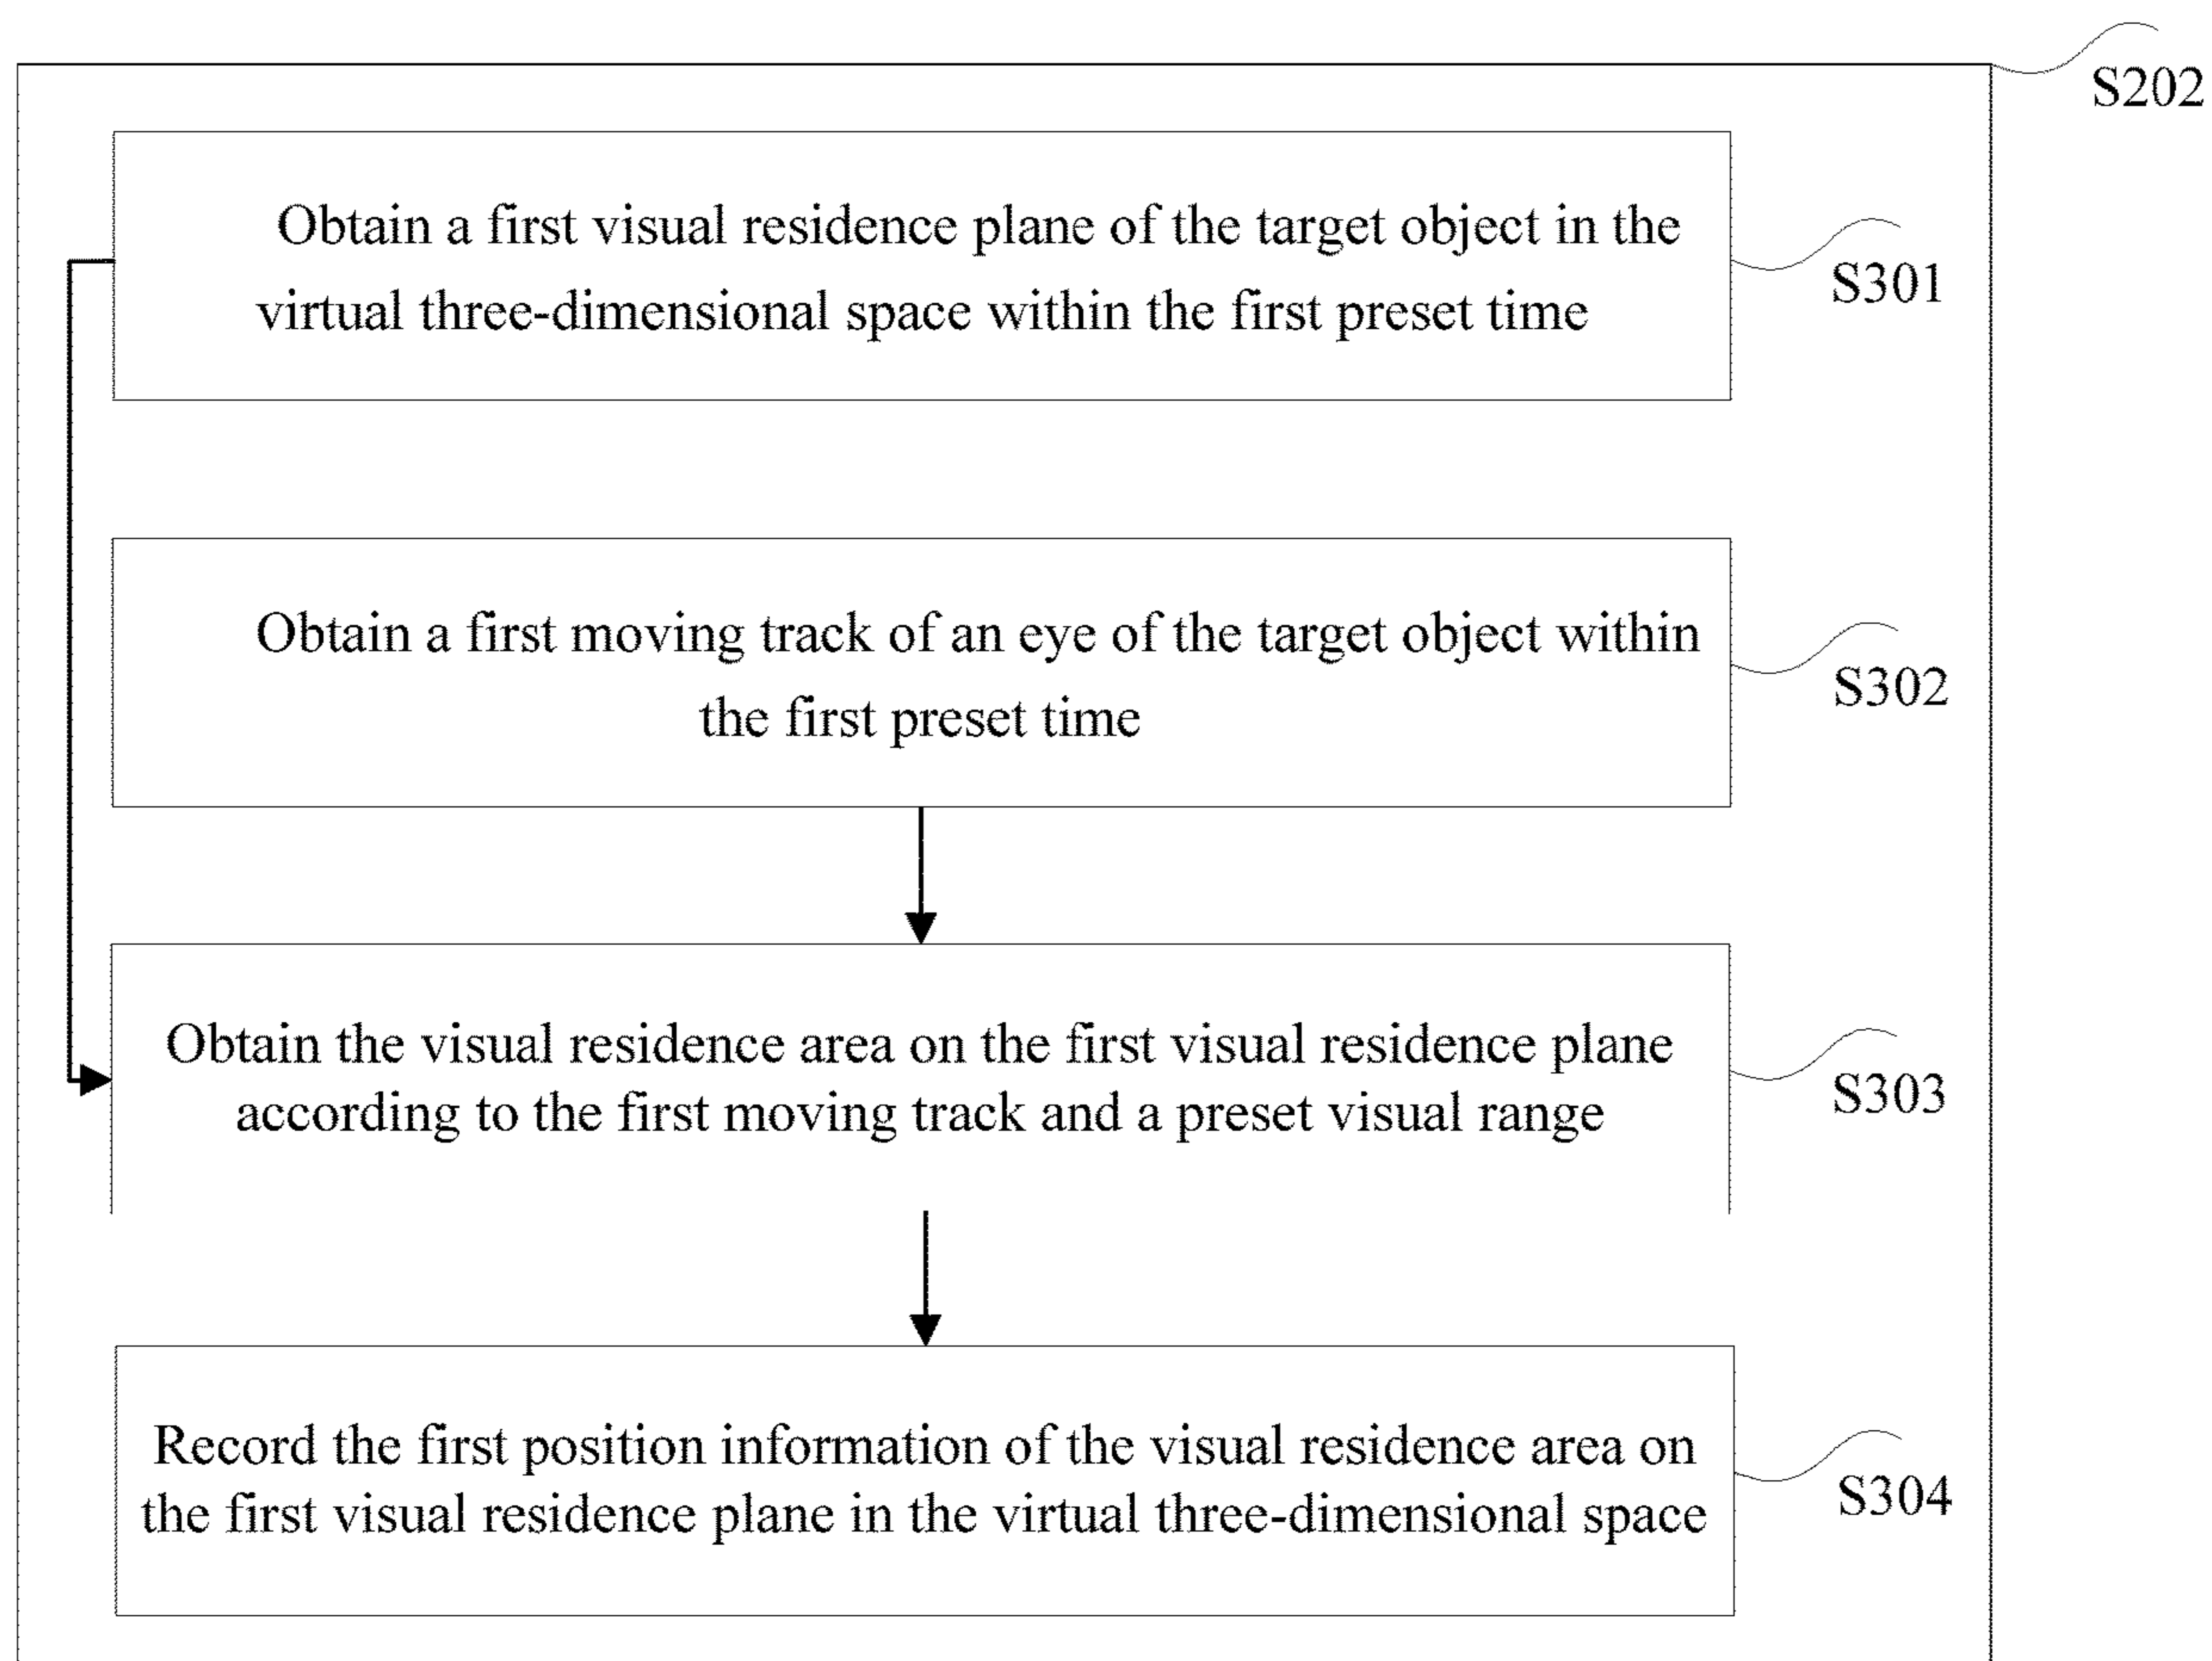 S202
Obtain a first visual residence plane of the target object in the
virtual three-dimensional space within the first preset time
S301
Obtain a first moving track of an eye of the target object within
the first preset time
S302
Obtain the visual residence area on the first visual residence plane
according to the first moving track and a preset visual range
S303
Record the first position information of the visual residence area on
the first visual residence plane in the virtual three-dimensional space
S304